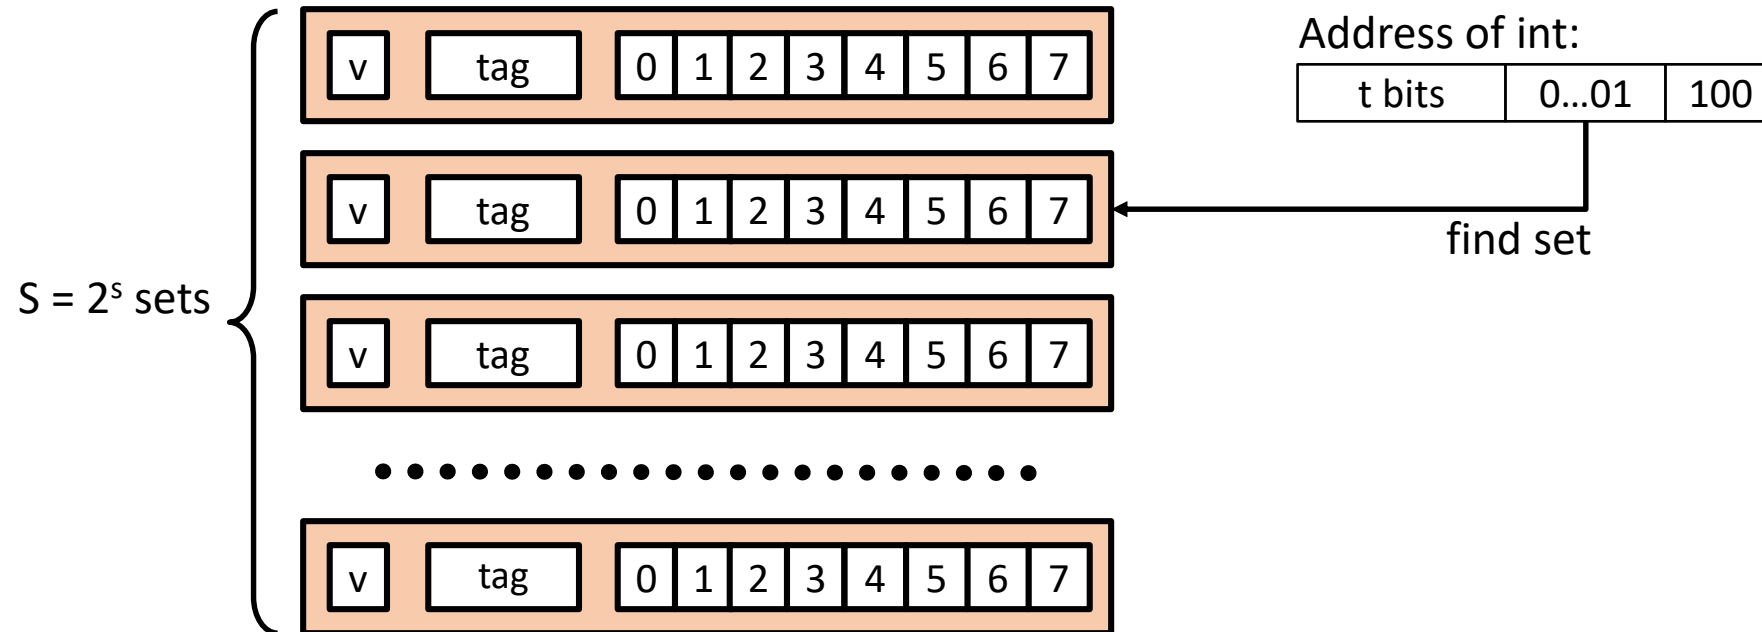 v tag 0 1 2 3 4 5 6 7
Address of int:
t bits 0...01 100
v tag 0 1 2 3 4 5 6 7
find set
S = 2ˢ sets
v tag 0 1 2 3 4 5 6 7
v tag 0 1 2 3 4 5 6 7